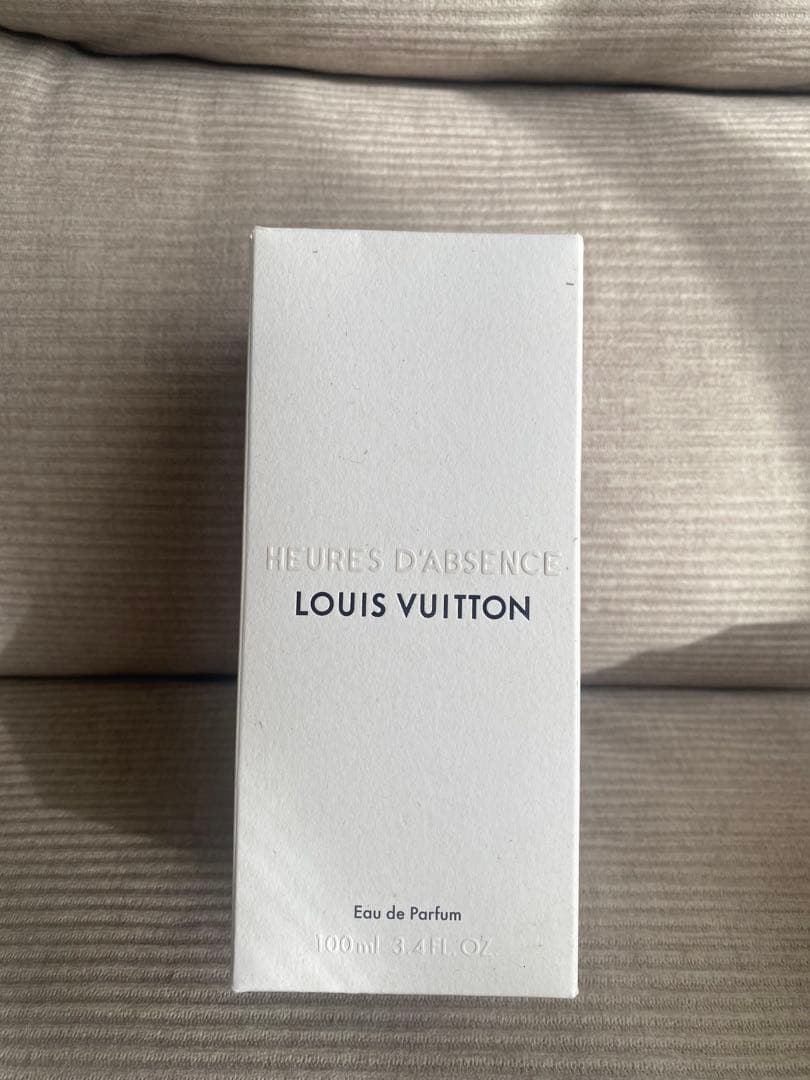 HEURES D'ABSENCE
LOUIS VUITTON
Eau de Parfum
100ml 3.4 FL. OZ.